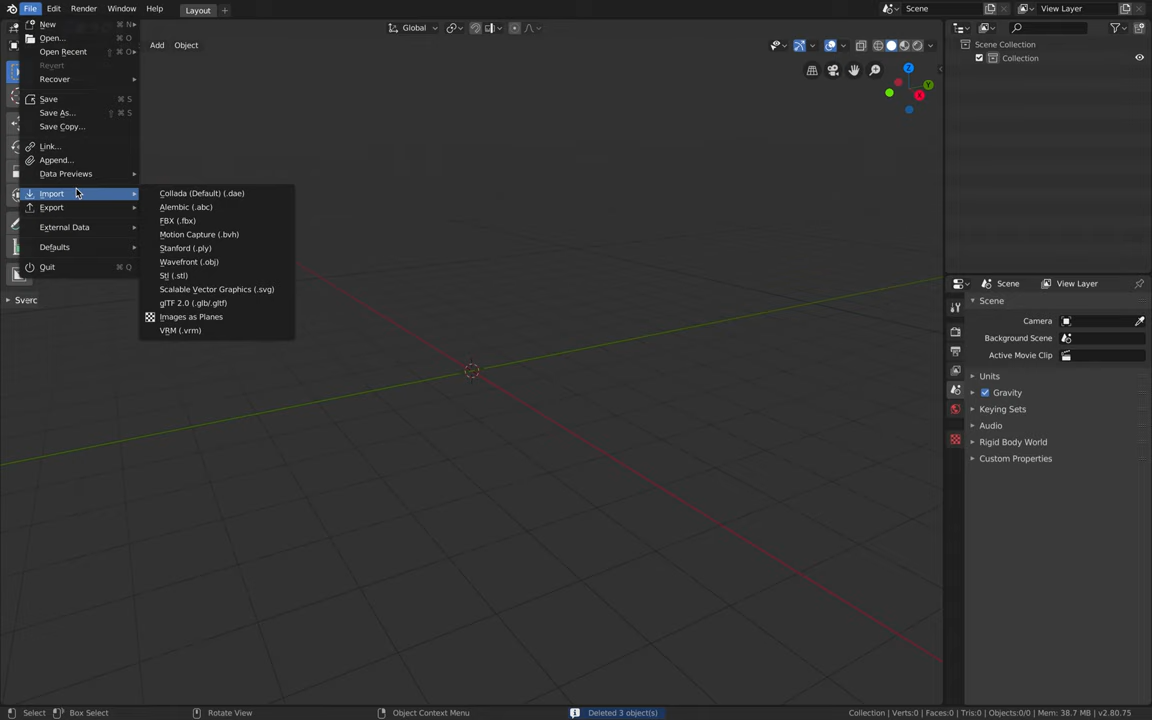 File Edit Render Window Help Layout + Scene View Layer
New ⌘ N
Open... ⌘ O
Open Recent ⇧ ⌘ O
Revert
Recover
Save ⌘ S
Save As... ⇧ ⌘ S
Save Copy...
Link...
Append...
Data Previews
Import
Export
External Data
Defaults
Quit ⌘ Q
Collada (Default) (.dae)
Alembic (.abc)
FBX (.fbx)
Motion Capture (.bvh)
Stanford (.ply)
Wavefront (.obj)
Stl (.stl)
Scalable Vector Graphics (.svg)
glTF 2.0 (.glb/.gltf)
Images as Planes
VRM (.vrm)
Add Object
Global
Z
Y
X
Sverc
Scene Collection
Collection
Scene View Layer
Scene
Camera
Background Scene
Active Movie Clip
Units
Gravity
Keying Sets
Audio
Rigid Body World
Custom Properties
Select Box Select Rotate View Object Context Menu Deleted 3 object(s) Collection | Verts:0 | Faces:0 | Tris:0 | Objects:0/0 | Mem: 38.7 MB | v2.80.75